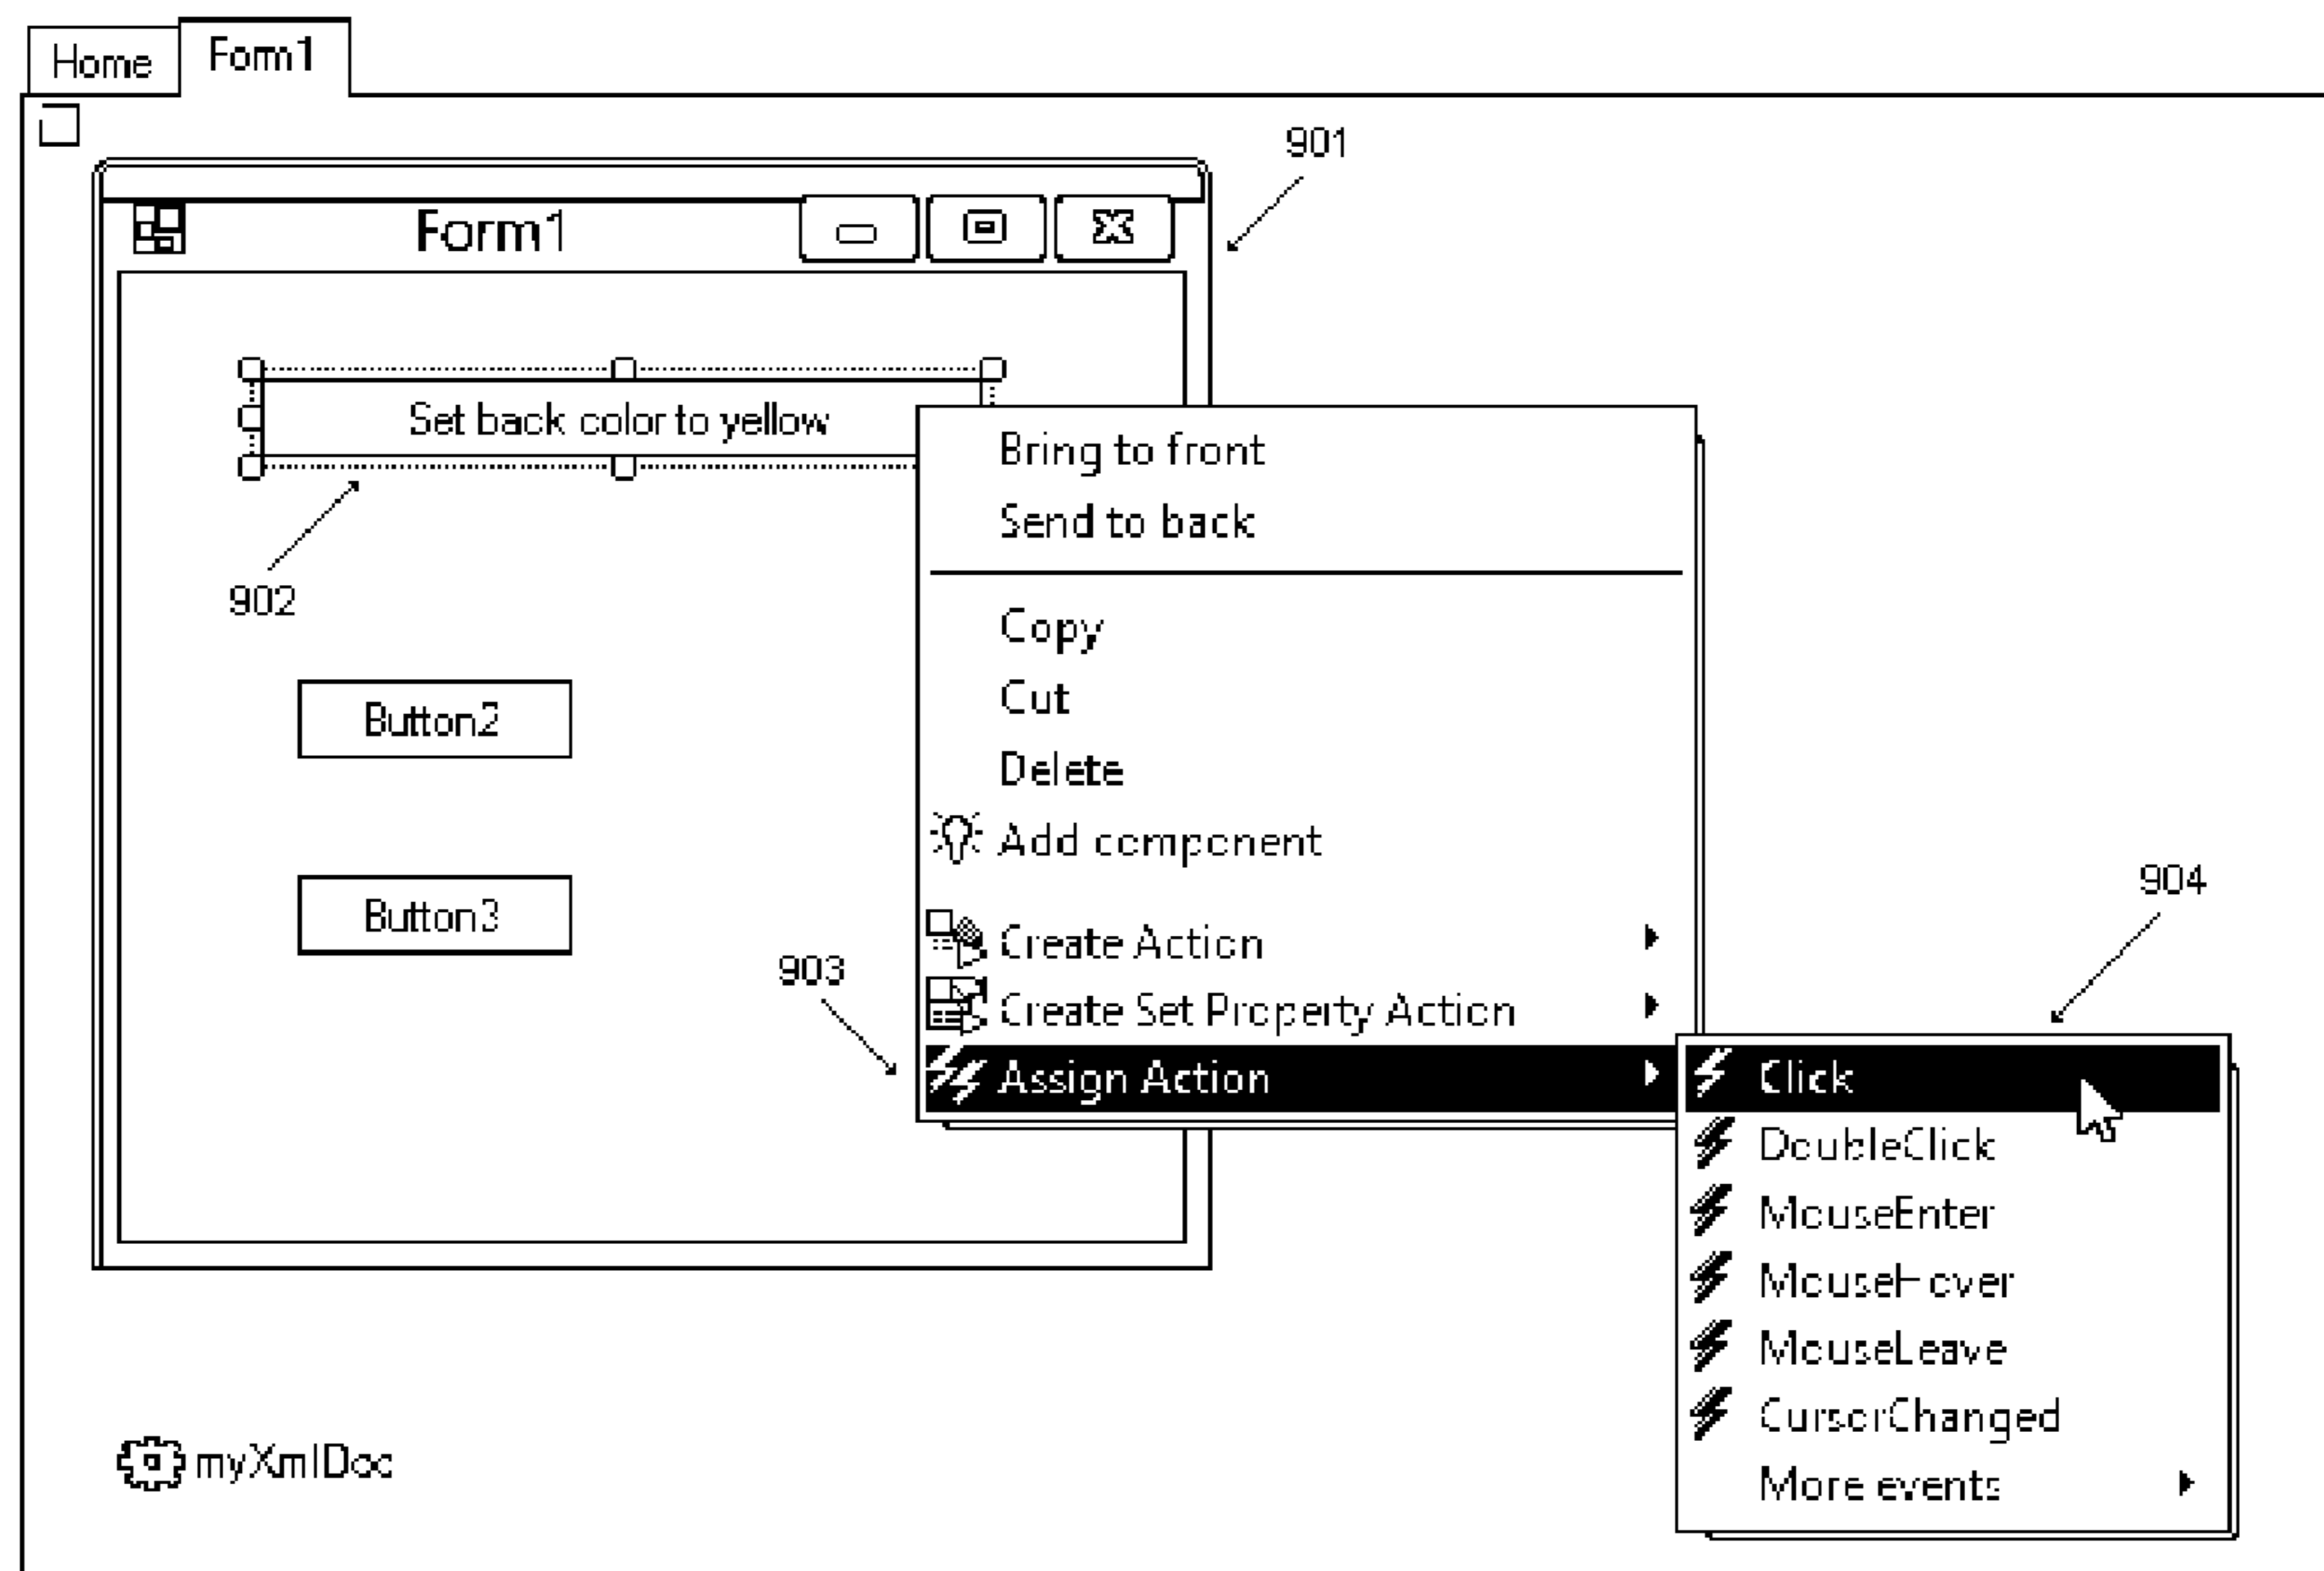 Home
Form1
901
Form1
Set back color to yellow
902
Button2
Button3
Bring to front
Send to back
Copy
Cut
Delete
Add component
Create Action
Create Set Property Action
903
Assign Action
904
Click
DoubleClick
MouseEnter
MouseHover
MouseLeave
CursorChanged
More events
myXmlDoc